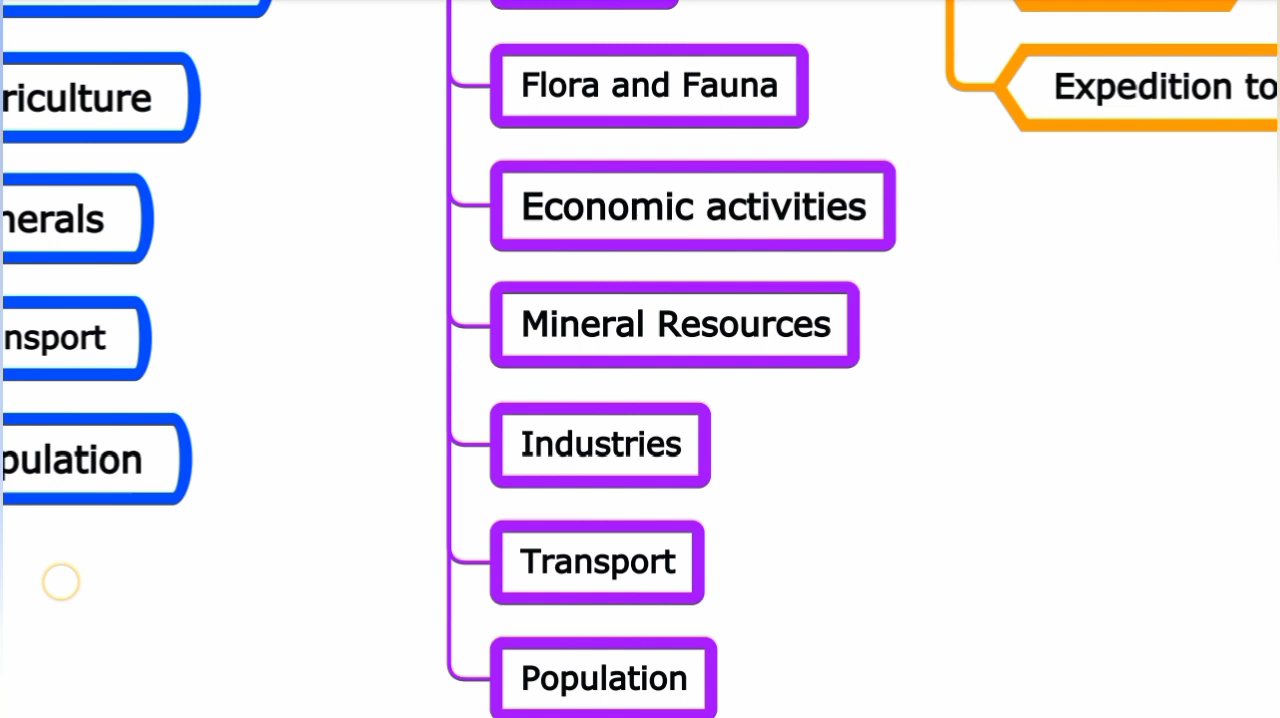 riculture
nerals
nsport
pulation
Flora and Fauna
Economic activities
Mineral Resources
Industries
Transport
Population
Expedition to